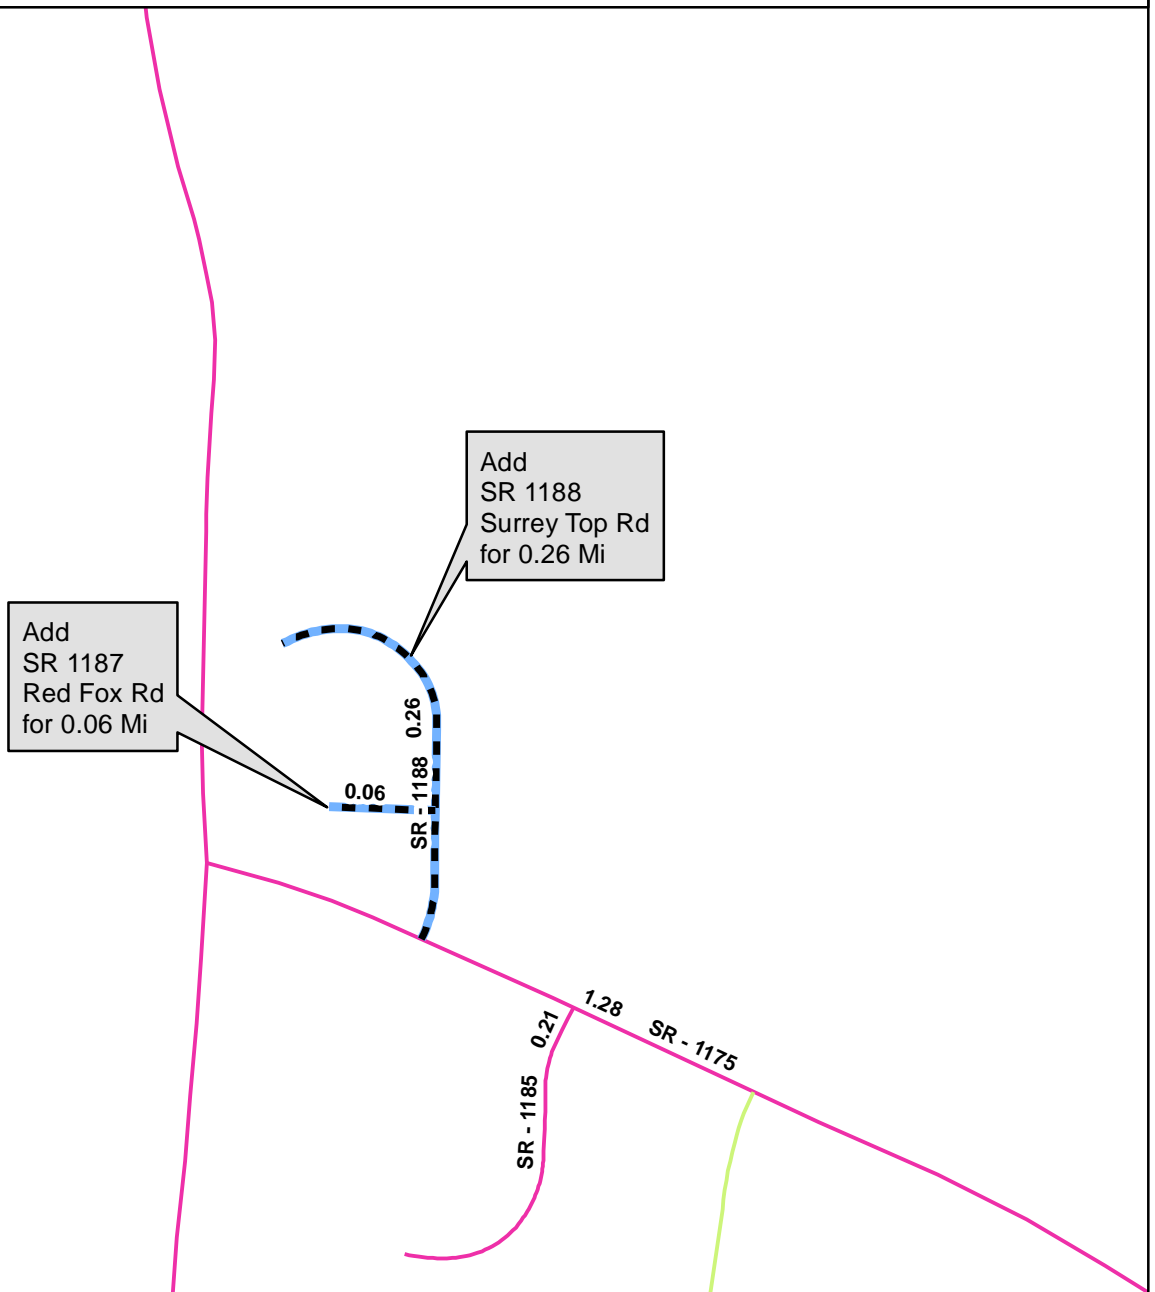 Add
SR 1188
Surrey Top Rd
for 0.26 Mi
Add
SR 1187
Red Fox Rd
for 0.06 Mi
0.26
SR - 1188
0.06
1.28
SR - 1175
0.21
SR - 1185